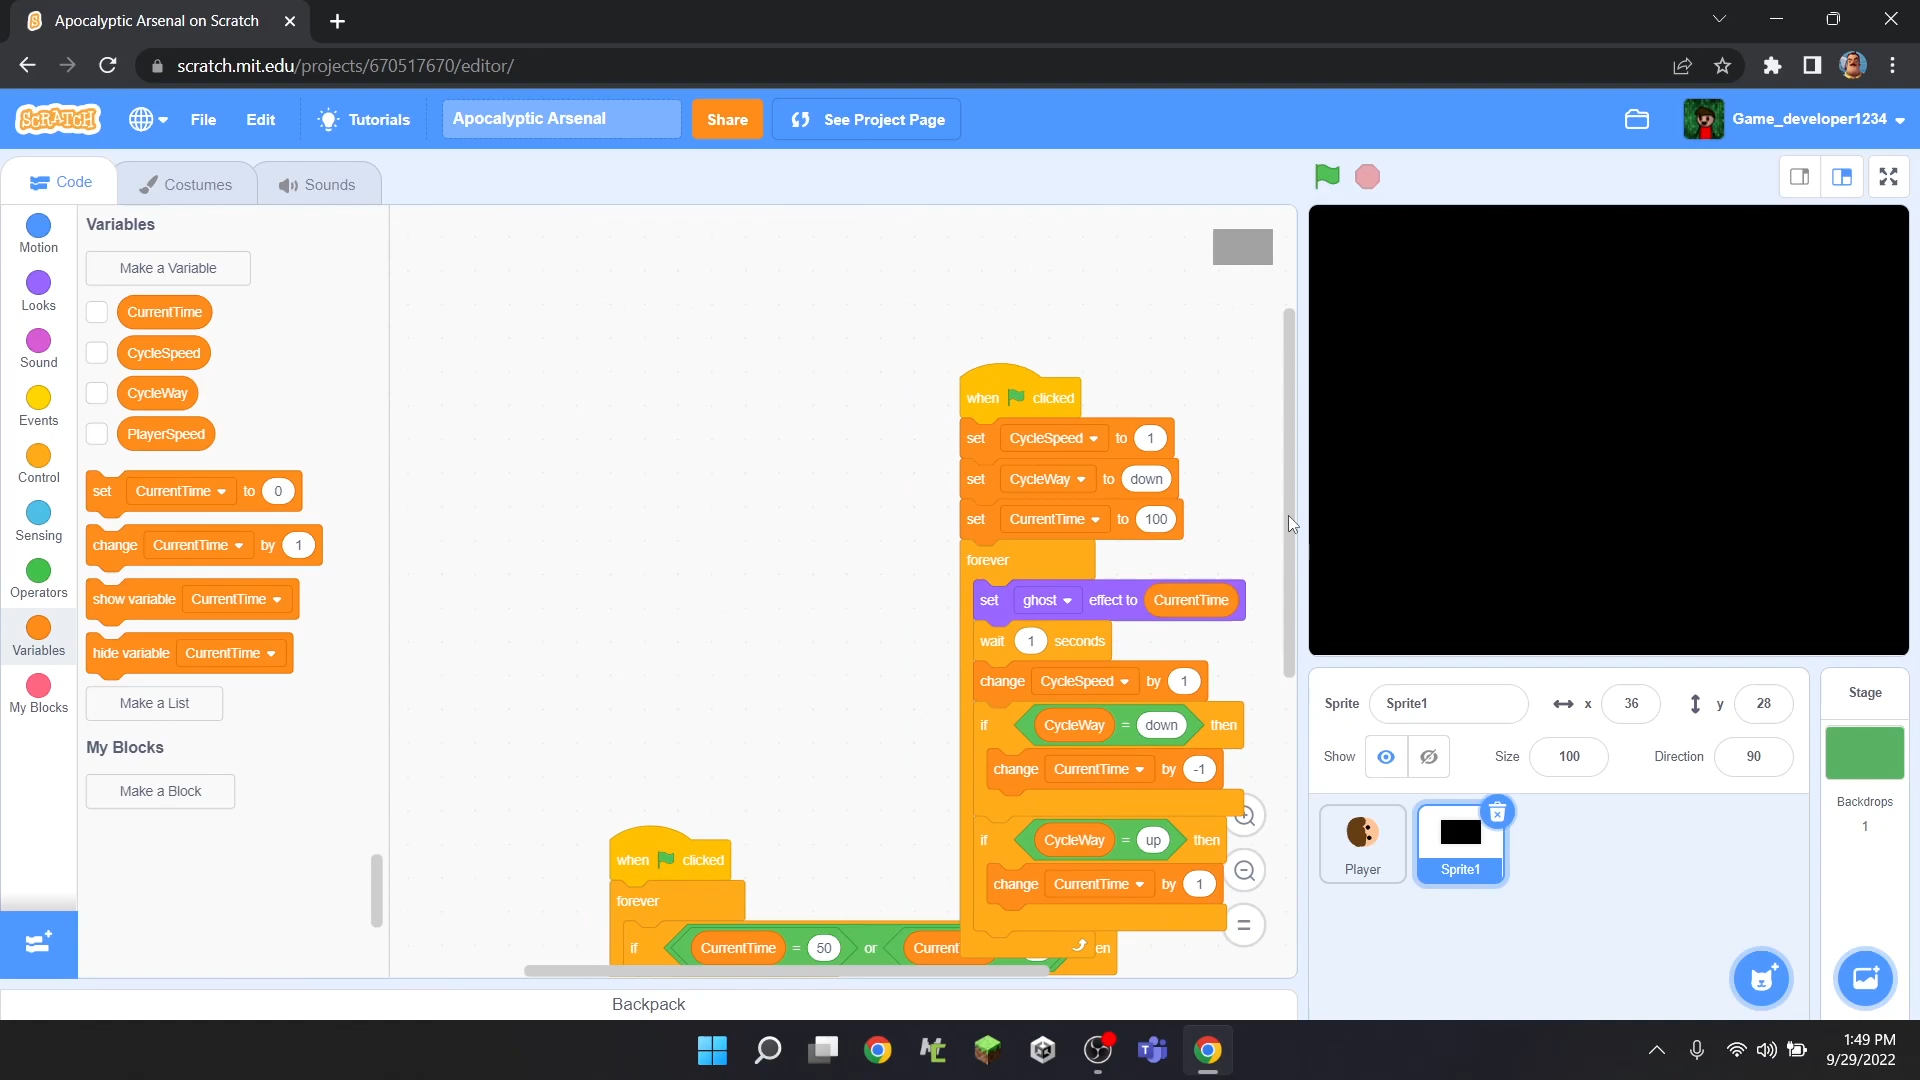 Apocalyptic Arsenal on Scratch
scratch.mit.edu/projects/670517670/editor/
SCRATCH
File
Edit
Tutorials
Apocalyptic Arsenal
Share
See Project Page
Game_developer1234
Code
Costumes
Sounds
Motion
Looks
Sound
Events
Control
Sensing
Operators
Variables
My Blocks
Variables
Make a Variable
CurrentTime
CycleSpeed
CycleWay
PlayerSpeed
set CurrentTime to 0
change CurrentTime by 1
show variable CurrentTime
hide variable CurrentTime
Make a List
My Blocks
Make a Block
when clicked
set CycleSpeed to 1
set CycleWay to down
set CurrentTime to 100
forever
set ghost effect to CurrentTime
wait 1 seconds
change CycleSpeed by 1
if CycleWay = down then
change CurrentTime by -1
if CycleWay = up then
change CurrentTime by 1
when clicked
forever
if CurrentTime = 50 or Current en
Backpack
Sprite Sprite1 x 36 y 28
Show Size 100 Direction 90
Player
Sprite1
Stage
Backdrops
1
1:49 PM
9/29/2022